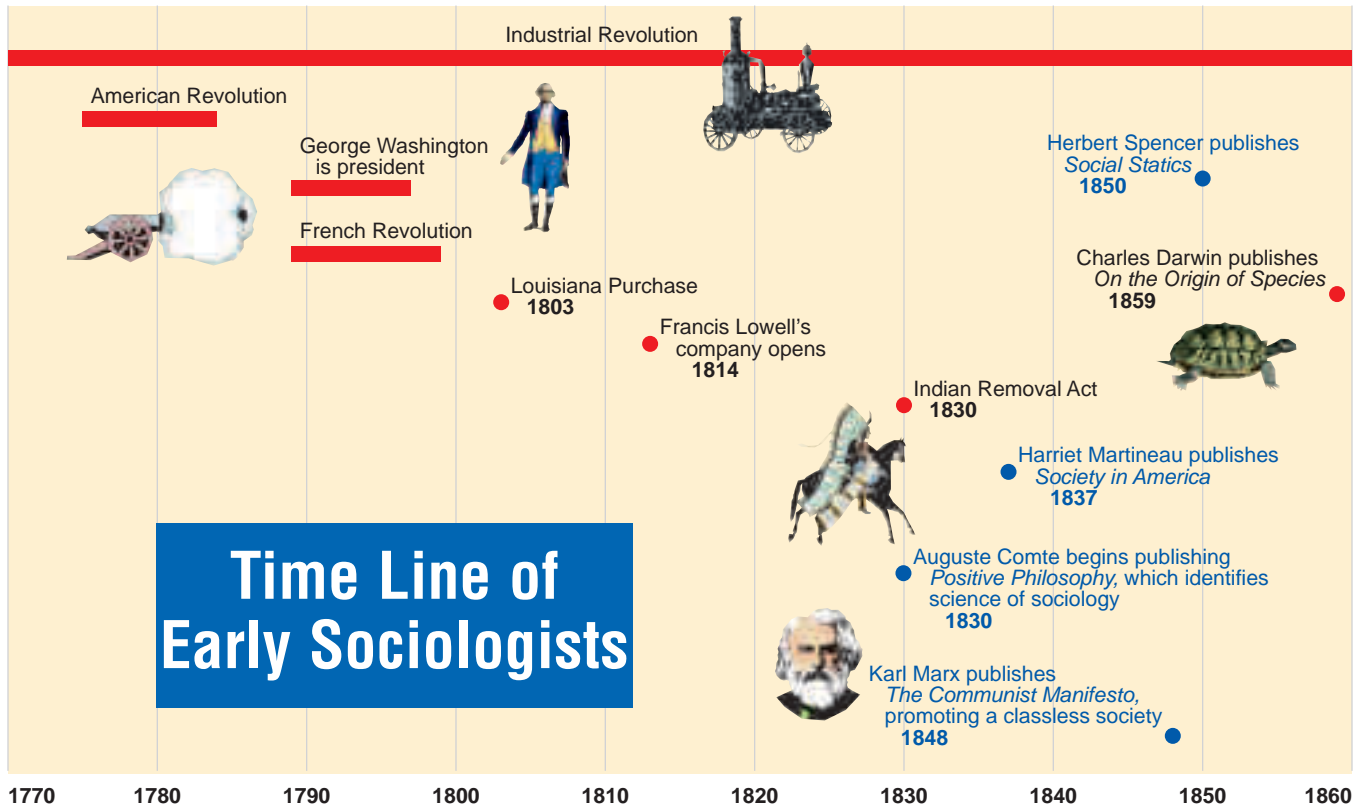 Industrial Revolution
American Revolution
George Washington
is president
French Revolution
Herbert Spencer publishes
Social Statics
1850
Charles Darwin publishes
On the Origin of Species
1859
Louisiana Purchase
1803
Francis Lowell’s
company opens
1814
Indian Removal Act
1830
Harriet Martineau publishes
Society in America
1837
Auguste Comte begins publishing
Positive Philosophy, which identifies
science of sociology
1830
Time Line of
Early Sociologists
Karl Marx publishes
The Communist Manifesto,
promoting a classless society
1848
1770 1780 1790 1800 1810 1820 1830 1840 1850 1860